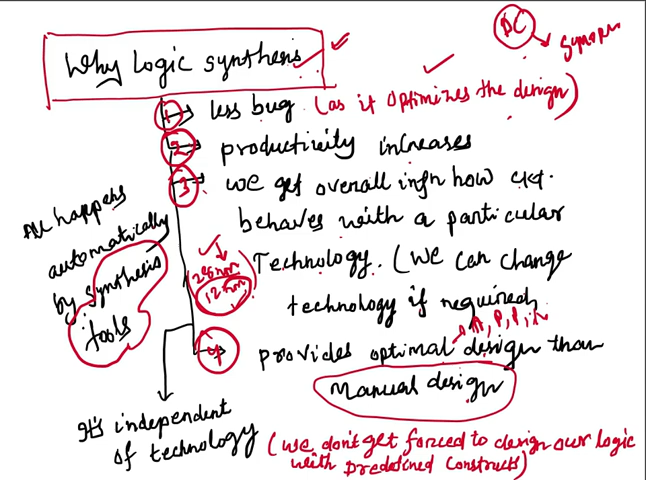 Why Logic synthesis
DC
Synopsys
1 less bug (as it optimizes the design)
2 productivity increases
3 we get overall infn how ckt.
behaves with a particular
Technology. (we can change
technology if required
28nm
12nm
4 provides optimal design than
Manual design
All happens
automatically
by synthesis
tools
It's independent
of technology
(we don't get forced to design our logic
with predefined constructs)